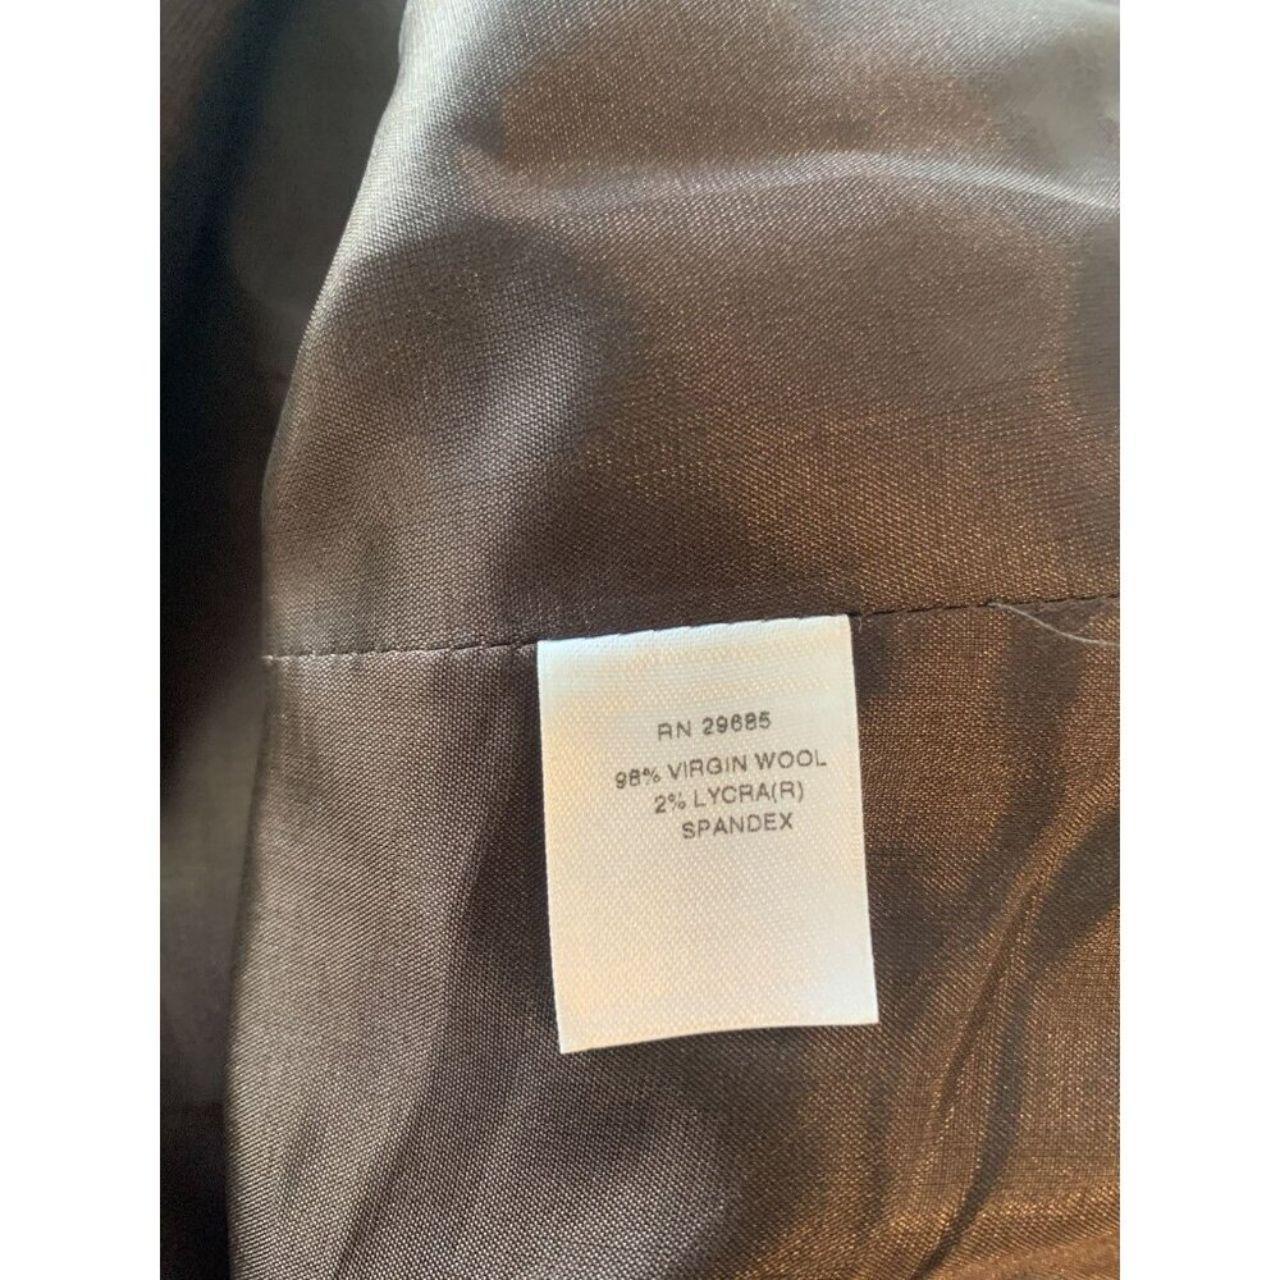 RN 29685
98% VIRGIN WOOL
2% LYCRA(R)
SPANDEX